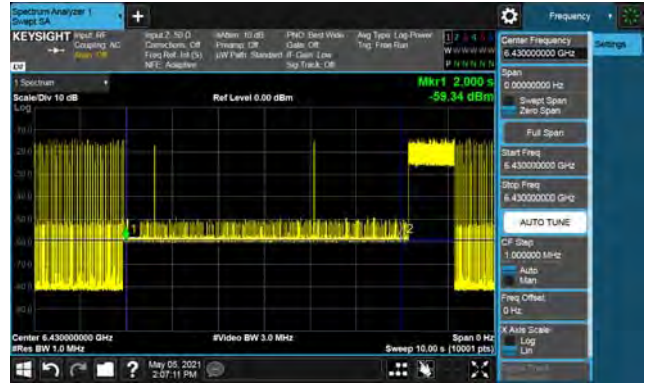 Spectrum Analyzer 1
Swept SA
+
Frequency
KEYSIGHT
Input: RF
Coupling: AC
Input Z: 50 Ω
Corrections: Off
Freq Ref: Int (S)
NFE: Adaptive
#Atten: 10 dB
Preamp: Off
µW Path: Standard
PNO: Best Wide
Gate: Off
IF Gain: Low
Sig Track: Off
Avg Type: Log-Power
Trig: Free Run
1 Spectrum
Scale/Div 10 dB
Ref Level 0.00 dBm
Mkr1 2.000 s
-59.34 dBm
Log
1
2
Center 6.430000000 GHz
#Res BW 1.0 MHz
#Video BW 3.0 MHz
Span 0 Hz
Sweep 10.00 s (10001 pts)
Center Frequency
6.430000000 GHz
Settings
Span
0.00000000 Hz
Swept Span
Zero Span
Full Span
Start Freq
6.430000000 GHz
Stop Freq
6.430000000 GHz
AUTO TUNE
CF Step
1.000000 MHz
Auto
Man
Freq Offset
0 Hz
X Axis Scale
Log
Lin
May 05, 2021
2:07:11 PM